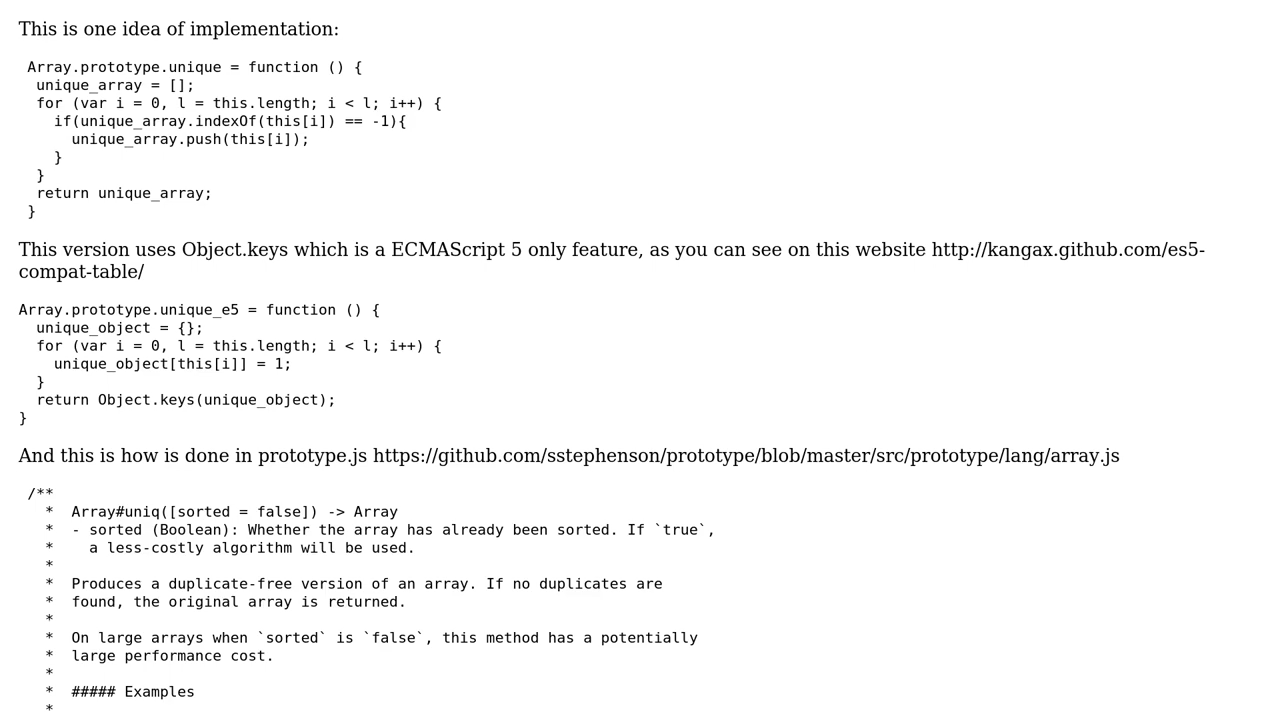 This is one idea of implementation:
Array.prototype.unique = function () {
unique_array = [];
for (var i = 0, l = this.length; i < l; i++) {
if(unique_array.indexOf(this[i]) == -1){
unique_array.push(this[i]);
}
}
return unique_array;
}
This version uses Object.keys which is a ECMAScript 5 only feature, as you can see on this website http://kangax.github.com/es5-
compat-table/
Array.prototype.unique_e5 = function () {
unique_object = {};
for (var i = 0, l = this.length; i < l; i++) {
unique_object[this[i]] = 1;
}
return Object.keys(unique_object);
}
And this is how is done in prototype.js https://github.com/sstephenson/prototype/blob/master/src/prototype/lang/array.js
/**
*  Array#uniq([sorted = false]) -> Array
*  - sorted (Boolean): Whether the array has already been sorted. If `true`,
*    a less-costly algorithm will be used.
*
*  Produces a duplicate-free version of an array. If no duplicates are
*  found, the original array is returned.
*
*  On large arrays when `sorted` is `false`, this method has a potentially
*  large performance cost.
*
*  ##### Examples
*